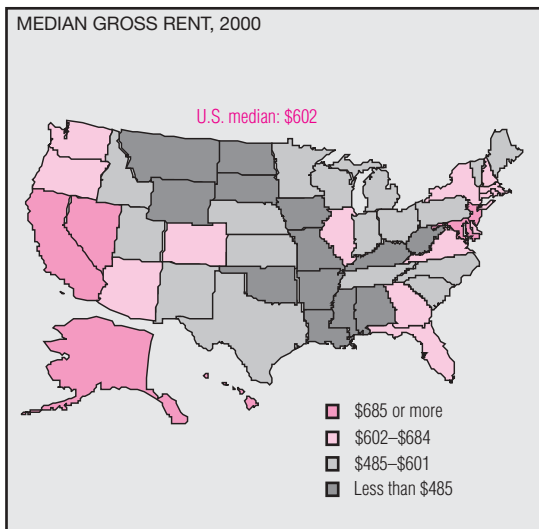 MEDIAN GROSS RENT, 2000
U.S. median: $602
$685 or more
$602–$684
$485–$601
Less than $485